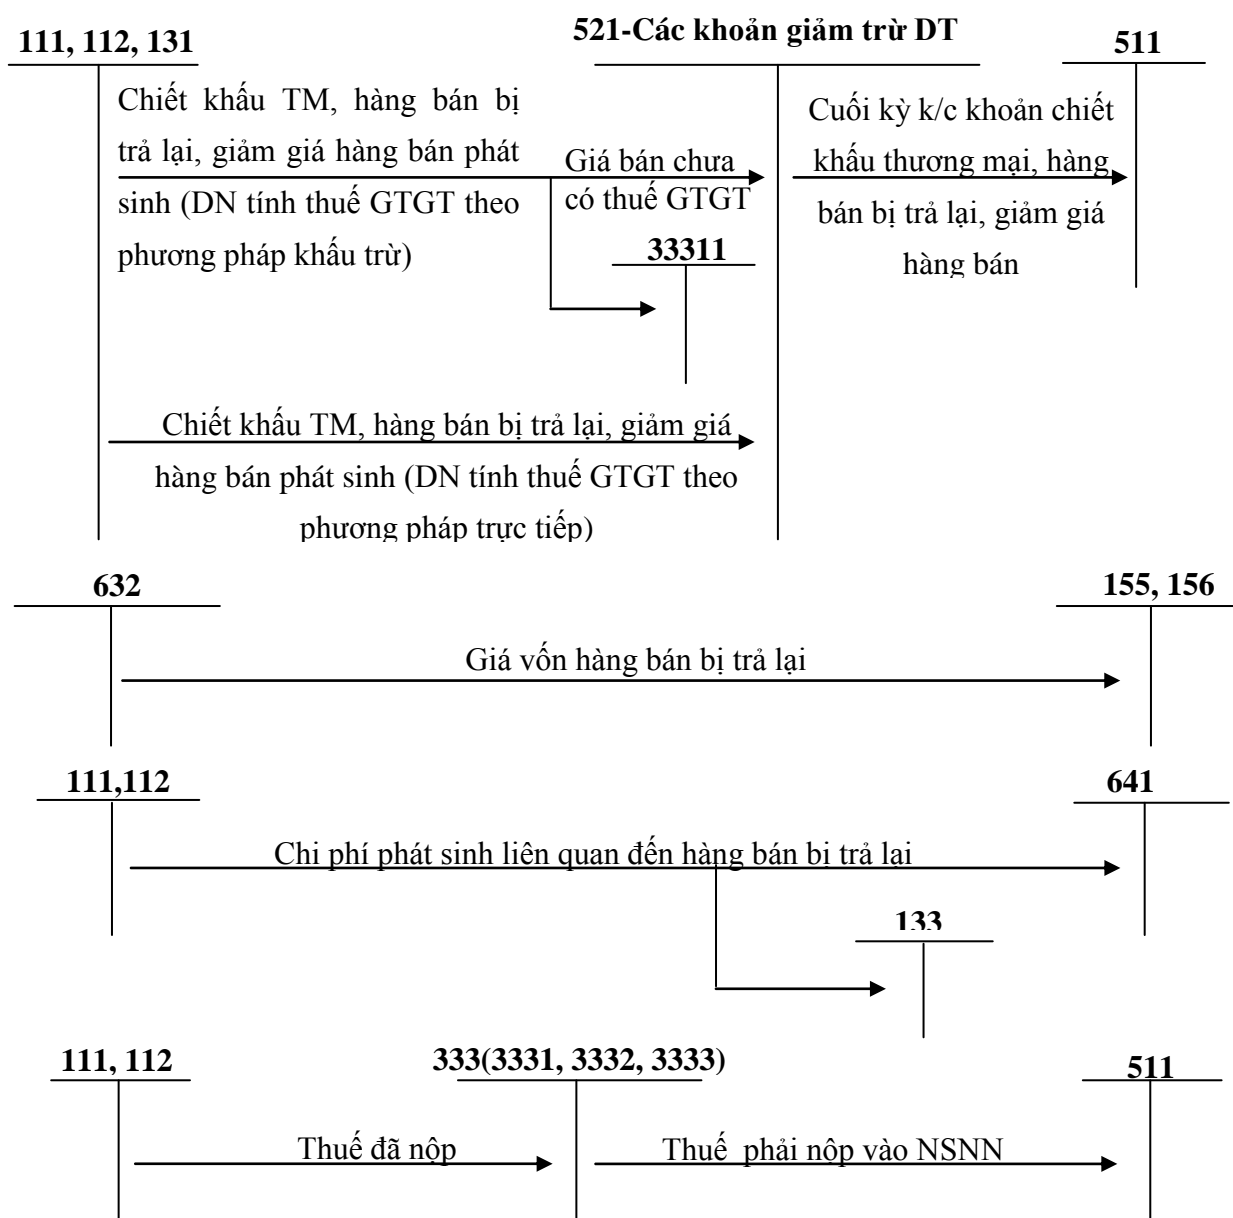 111, 112, 131
521-Các khoản giảm trừ DT
511
Chiết khấu TM, hàng bán bị
trả lại, giảm giá hàng bán phát
sinh (DN tính thuế GTGT theo
phương pháp khấu trừ)
Giá bán chưa
có thuế GTGT
33311
Cuối kỳ k/c khoản chiết
khấu thương mại, hàng
bán bị trả lại, giảm giá
hàng bán
Chiết khấu TM, hàng bán bị trả lại, giảm giá
hàng bán phát sinh (DN tính thuế GTGT theo
phương pháp trực tiếp)
632
155, 156
Giá vốn hàng bán bị trả lại
111,112
641
Chi phí phát sinh liên quan đến hàng bán bị trả lại
133
111, 112
333(3331, 3332, 3333)
511
Thuế đã nộp
Thuế phải nộp vào NSNN